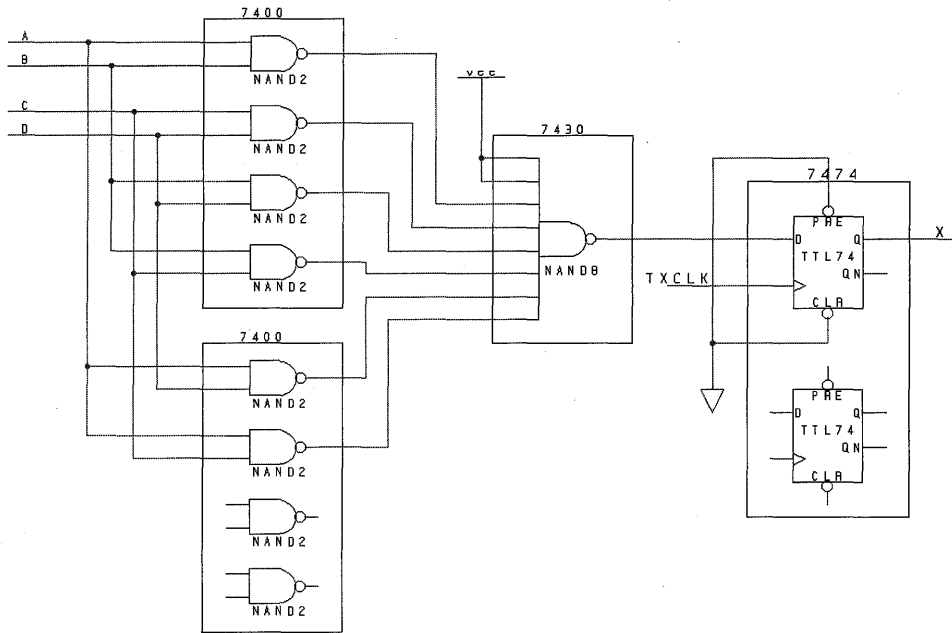 7400
A
B
NAND2
C
D
NAND2
NAND2
NAND2
7400
NAND2
NAND2
NAND2
NAND2
vcc
7430
NAND8
TXCLK
7474
PRE
D
Q
TTL74
QN
CLR
X
PRE
D
Q
TTL74
QN
CLR